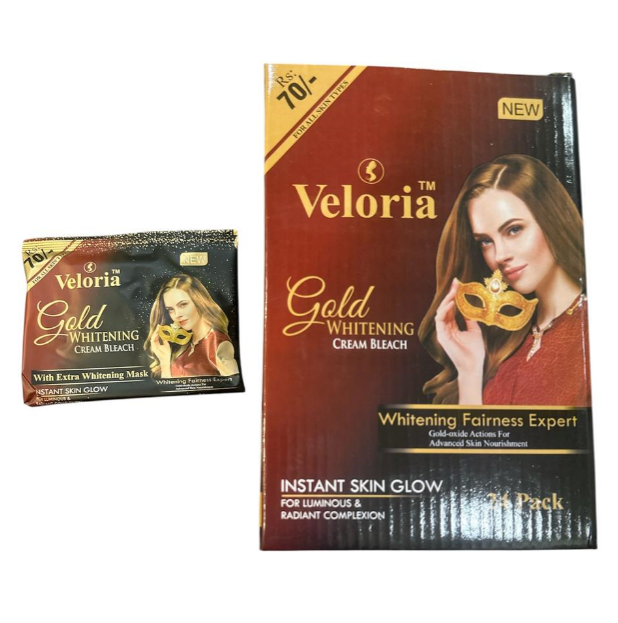 70/-
Veloria™
NEW
Gold
WHITENING
CREAM BLEACH
With Extra Whitening Mask
Whitening Fairness Expert
INSTANT SKIN GLOW
FOR LUMINOUS &
Rs:
70/-
FOR ALL SKIN TYPES
NEW
Veloria™
Gold
WHITENING
CREAM BLEACH
Whitening Fairness Expert
Gold-oxide Actions For
Advanced Skin Nourishment
INSTANT SKIN GLOW
FOR LUMINOUS &
RADIANT COMPLEXION
Pack